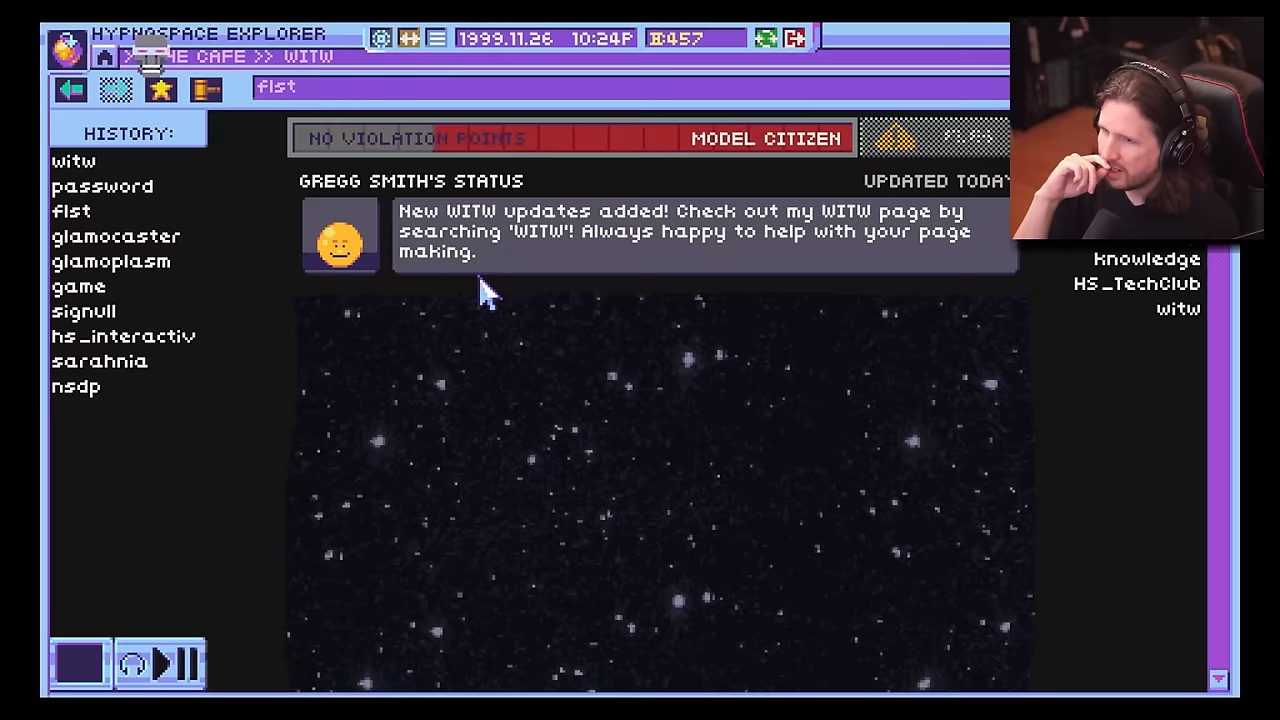 HYPNOSPACE EXPLORER
1999.11.26 10:24P
457
HE CAFE >> WITW
flst
HISTORY:
witw
password
flst
glamocaster
glamoplasm
game
signull
hs_interactiv
sarahnia
nsdp
NO VIOLATION POINTS
MODEL CITIZEN
GREGG SMITH'S STATUS
UPDATED TODAY
New WITW updates added! Check out my WITW page by
searching 'WITW'! Always happy to help with your page
making.
knowledge
HS_TechClub
witw